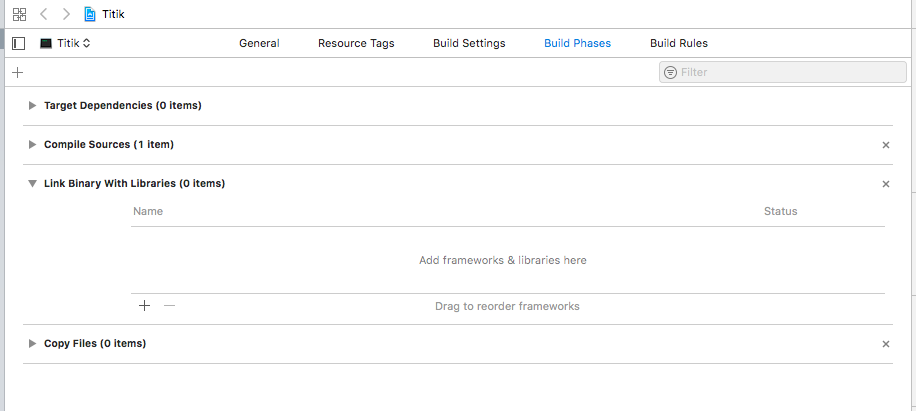 Titik
Titik
General
Resource Tags
Build Settings
Build Phases
Build Rules
Filter
Target Dependencies (0 items)
Compile Sources (1 item)
Link Binary With Libraries (0 items)
Name
Status
Add frameworks & libraries here
Drag to reorder frameworks
Copy Files (0 items)